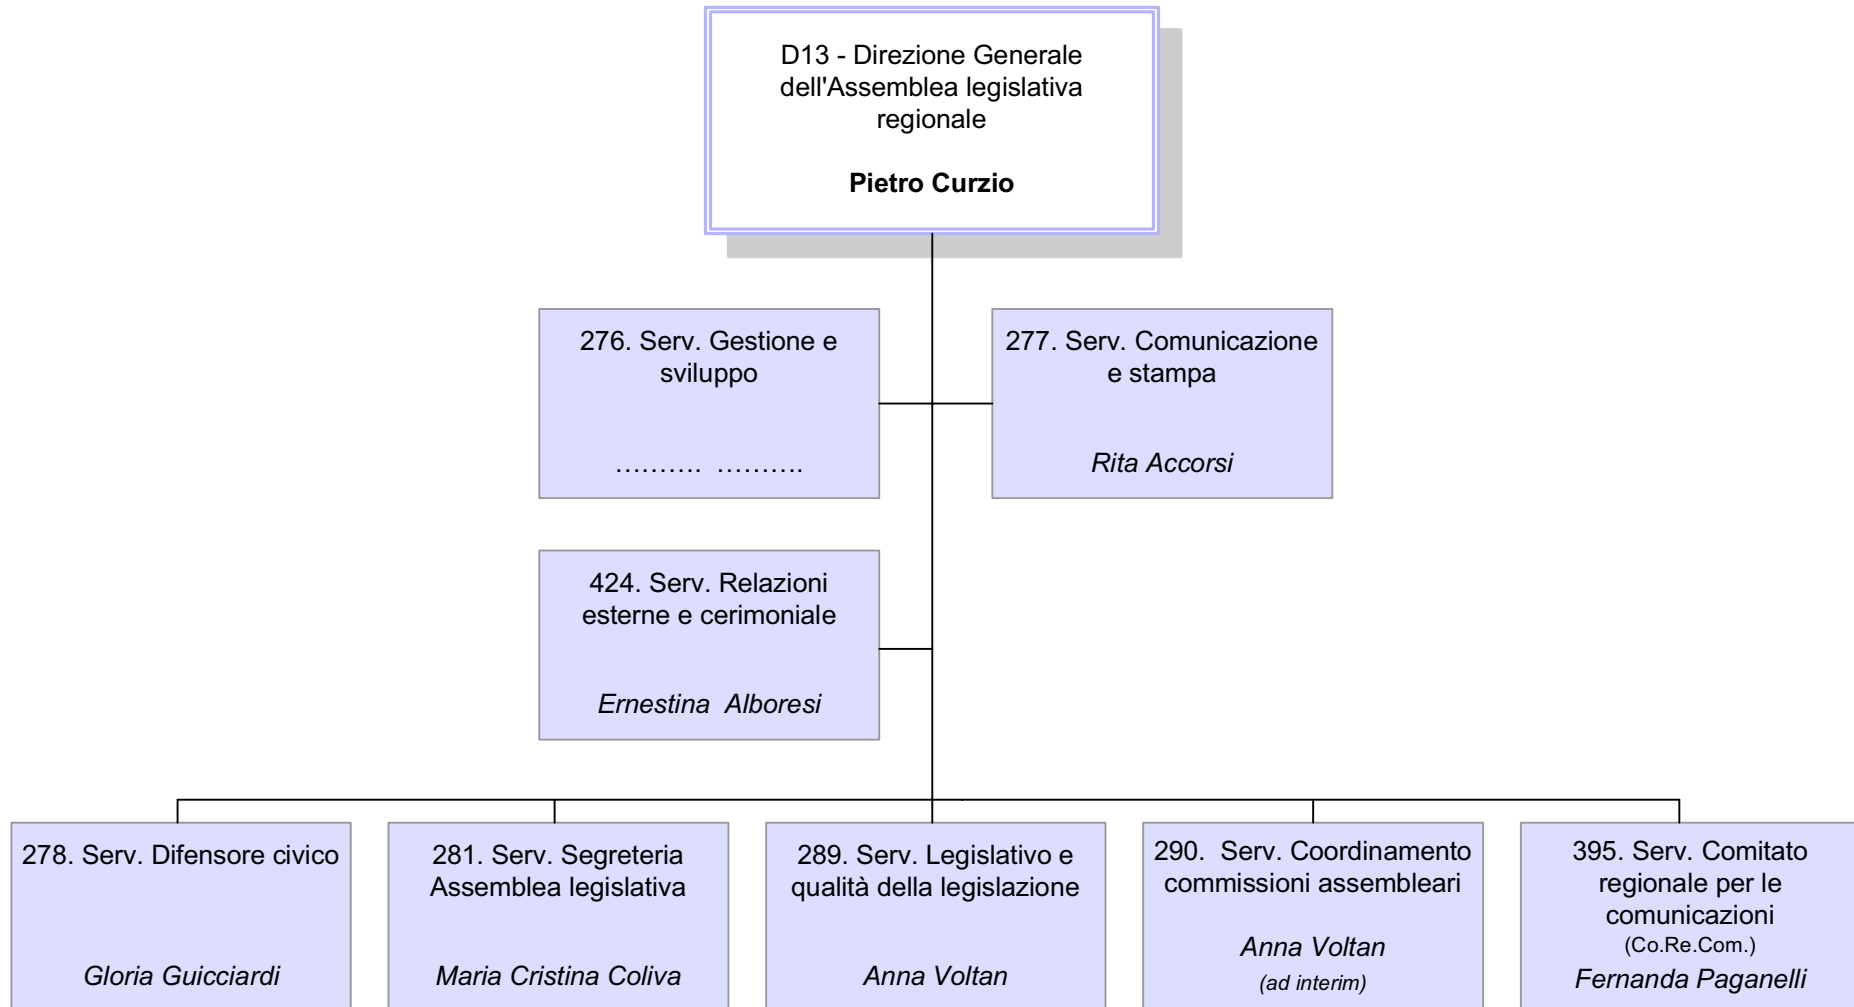 D13 - Direzione Generale
dell'Assemblea legislativa
regionale
Pietro Curzio
276. Serv. Gestione e
sviluppo
………. ……….
277. Serv. Comunicazione
e stampa
Rita Accorsi
424. Serv. Relazioni
esterne e cerimoniale
Ernestina  Alboresi
278. Serv. Difensore civico
Gloria Guicciardi
281. Serv. Segreteria
Assemblea legislativa
Maria Cristina Coliva
289. Serv. Legislativo e
qualità della legislazione
Anna Voltan
290.  Serv. Coordinamento
commissioni assembleari
Anna Voltan
(ad interim)
395. Serv. Comitato
regionale per le
comunicazioni
(Co.Re.Com.)
Fernanda Paganelli